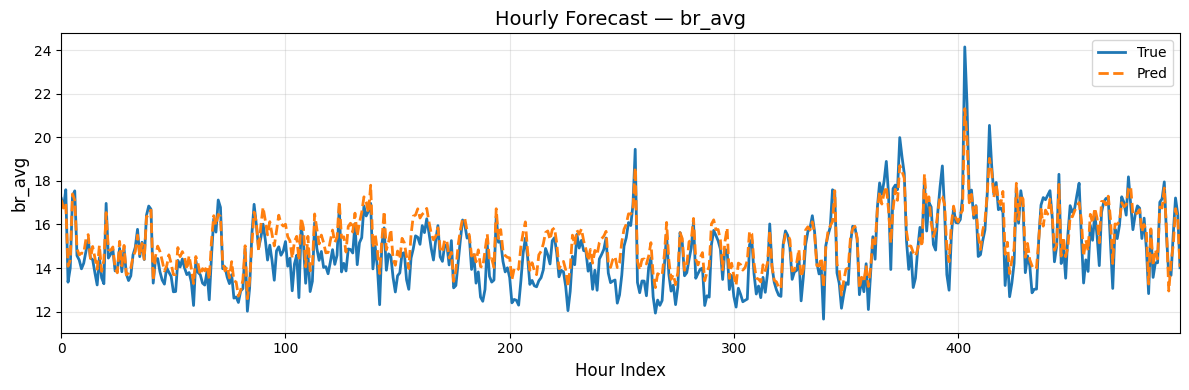 Hourly Forecast — br_avg
24
22
20
18
16
14
12
br_avg
0
100
200
300
400
Hour Index
True
Pred